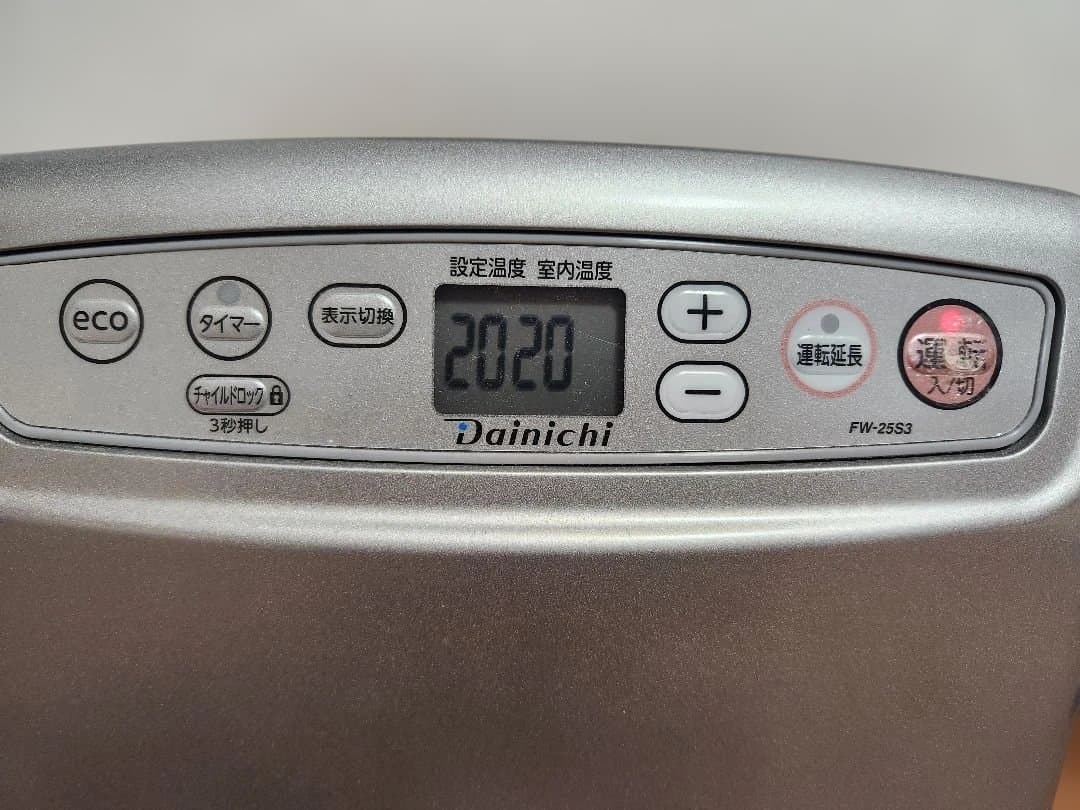 設定温度 室内温度
eco
タイマー
表示切換
2020
+
−
運転延長
運転
入/切
チャイルドロック
3秒押し
Dainichi
FW-25S3